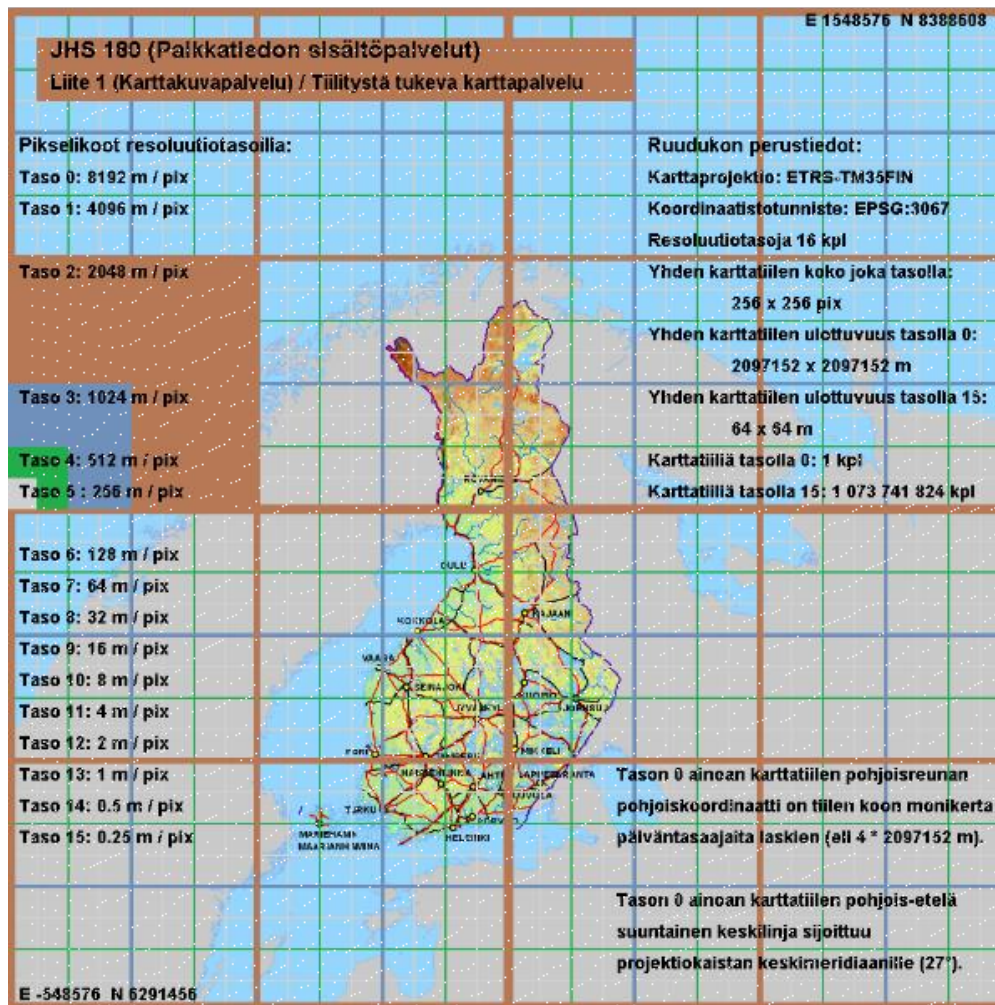 E 1548576 N 8388608
JHS 180 (Paikkatiedon sisältöpalvelut)
Liite 1 (Karttakuvapalvelu) / Tiilitystä tukeva karttapalvelu
Pikselikoot resoluutiotasoilla:
Taso 0: 8192 m / pix
Taso 1: 4096 m / pix
Taso 2: 2048 m / pix
Taso 3: 1024 m / pix
Taso 4: 512 m / pix
Taso 5 : 256 m / pix
Taso 6: 128 m / pix
Taso 7: 64 m / pix
Taso 8: 32 m / pix
Taso 9: 16 m / pix
Taso 10: 8 m / pix
Taso 11: 4 m / pix
Taso 12: 2 m / pix
Taso 13: 1 m / pix
Taso 14: 0.5 m / pix
Taso 15: 0.25 m / pix
Ruudukon perustiedot:
Karttaprojektio: ETRS-TM35FIN
Koordinaatistotunniste: EPSG:3067
Resoluutiotasoja 16 kpl
Yhden karttatiilen koko joka tasolla:
256 x 256 pix
Yhden karttatiilen ulottuvuus tasolla 0:
2097152 x 2097152 m
Yhden karttatiilen ulottuvuus tasolla 15:
64 x 64 m
Karttatiiliä tasolla 0: 1 kpl
Karttatiiliä tasolla 15: 1 073 741 824 kpl
OULU
KAJAANI
KOKKOLA
VAASA
SEINÄJOKI
KUOPIO
JOENSUU
PORI
MIKKELI
LAPPEENRANTA
TURKU
PORVOO
HELSINKI
MARIEHAMN
MAARIANHAMINA
Tason 0 ainoan karttatiilen pohjoisreunan
pohjoiskoordinaatti on tiilen koon monikerta
päiväntasaajalta laskien (eli 4 * 2097152 m).
Tason 0 ainoan karttatiilen pohjois-etelä
suuntainen keskilinja sijoittuu
projektiokaistan keskimeridiaanille (27°).
E -548576 N 6291456